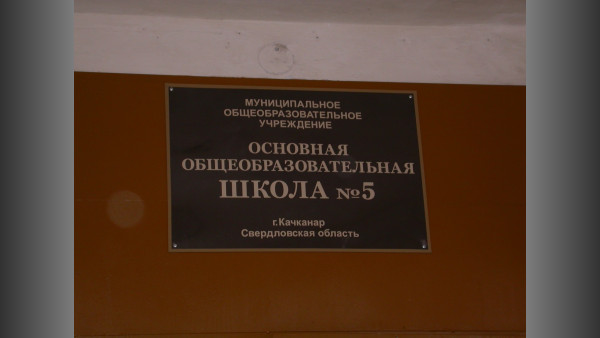 МУНИЦИПАЛЬНОЕ
ОБЩЕОБРАЗОВАТЕЛЬНОЕ
УЧРЕЖДЕНИЕ
ОСНОВНАЯ
ОБЩЕОБРАЗОВАТЕЛЬНАЯ
ШКОЛА №5
г.Качканар
Свердловская область